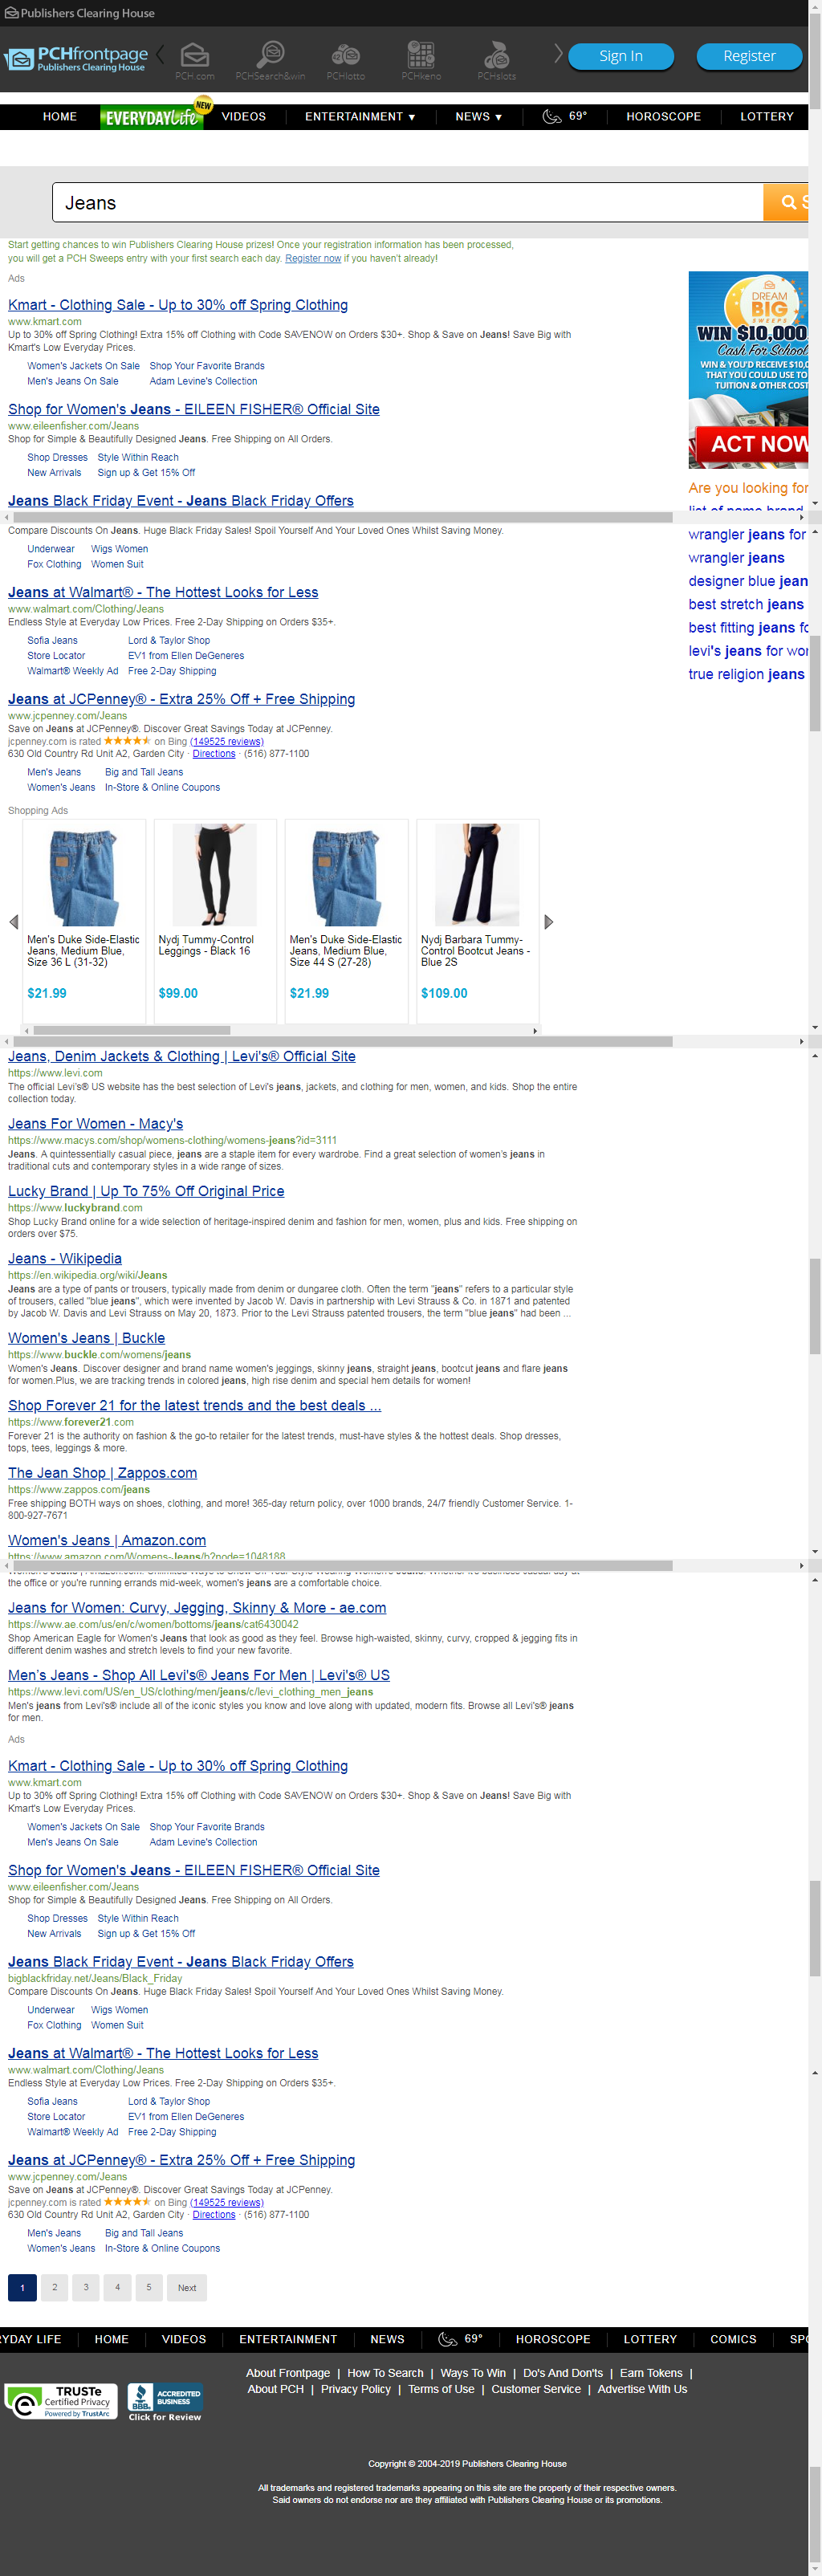 Publishers Clearing House
PCHfrontpage
Publishers Clearing House
PCH.com
PCHSearch&win
PCHlotto
PCHkeno
PCHslots
Sign In
Register
HOME
EVERYDAY Life
NEW
VIDEOS
ENTERTAINMENT ▼
NEWS ▼
69°
HOROSCOPE
LOTTERY
Jeans
S
Start getting chances to win Publishers Clearing House prizes! Once your registration information has been processed,
you will get a PCH Sweeps entry with your first search each day. Register now if you haven't already!
Ads
Kmart - Clothing Sale - Up to 30% off Spring Clothing
www.kmart.com
Up to 30% off Spring Clothing! Extra 15% off Clothing with Code SAVENOW on Orders $30+. Shop & Save on Jeans! Save Big with
Kmart's Low Everyday Prices.
Women's Jackets On Sale Shop Your Favorite Brands
Men's Jeans On Sale Adam Levine's Collection
Shop for Women's Jeans - EILEEN FISHER® Official Site
www.eileenfisher.com/Jeans
Shop for Simple & Beautifully Designed Jeans. Free Shipping on All Orders.
Shop Dresses Style Within Reach
New Arrivals Sign up & Get 15% Off
Jeans Black Friday Event - Jeans Black Friday Offers
DREAM
BIG
SWEEPS
WIN $10,000
Cash For School
WIN & YOU'D RECEIVE $10,0
THAT YOU COULD USE TO
TUITION & OTHER COST
ACT NOW
Are you looking for
list of name brand
Compare Discounts On Jeans. Huge Black Friday Sales! Spoil Yourself And Your Loved Ones Whilst Saving Money.
Underwear Wigs Women
Fox Clothing Women Suit
Jeans at Walmart® - The Hottest Looks for Less
www.walmart.com/Clothing/Jeans
Endless Style at Everyday Low Prices. Free 2-Day Shipping on Orders $35+.
Sofia Jeans Lord & Taylor Shop
Store Locator EV1 from Ellen DeGeneres
Walmart® Weekly Ad Free 2-Day Shipping
Jeans at JCPenney® - Extra 25% Off + Free Shipping
www.jcpenney.com/Jeans
Save on Jeans at JCPenney®. Discover Great Savings Today at JCPenney.
jcpenney.com is rated ★★★★★ on Bing (149525 reviews)
630 Old Country Rd Unit A2, Garden City · Directions · (516) 877-1100
Men's Jeans Big and Tall Jeans
Women's Jeans In-Store & Online Coupons
wrangler jeans for
wrangler jeans
designer blue jean
best stretch jeans
best fitting jeans fo
levi's jeans for wor
true religion jeans
Shopping Ads
Men's Duke Side-Elastic
Jeans, Medium Blue,
Size 36 L (31-32)
$21.99
Nydj Tummy-Control
Leggings - Black 16
$99.00
Men's Duke Side-Elastic
Jeans, Medium Blue,
Size 44 S (27-28)
$21.99
Nydj Barbara Tummy-
Control Bootcut Jeans -
Blue 2S
$109.00
Jeans, Denim Jackets & Clothing | Levi's® Official Site
https://www.levi.com
The official Levi's® US website has the best selection of Levi's jeans, jackets, and clothing for men, women, and kids. Shop the entire
collection today.
Jeans For Women - Macy's
https://www.macys.com/shop/womens-clothing/womens-jeans?id=3111
Jeans. A quintessentially casual piece, jeans are a staple item for every wardrobe. Find a great selection of women's jeans in
traditional cuts and contemporary styles in a wide range of sizes.
Lucky Brand | Up To 75% Off Original Price
https://www.luckybrand.com
Shop Lucky Brand online for a wide selection of heritage-inspired denim and fashion for men, women, plus and kids. Free shipping on
orders over $75.
Jeans - Wikipedia
https://en.wikipedia.org/wiki/Jeans
Jeans are a type of pants or trousers, typically made from denim or dungaree cloth. Often the term "jeans" refers to a particular style
of trousers, called "blue jeans", which were invented by Jacob W. Davis in partnership with Levi Strauss & Co. in 1871 and patented
by Jacob W. Davis and Levi Strauss on May 20, 1873. Prior to the Levi Strauss patented trousers, the term "blue jeans" had been ...
Women's Jeans | Buckle
https://www.buckle.com/womens/jeans
Women's Jeans. Discover designer and brand name women's jeggings, skinny jeans, straight jeans, bootcut jeans and flare jeans
for women.Plus, we are tracking trends in colored jeans, high rise denim and special hem details for women!
Shop Forever 21 for the latest trends and the best deals ...
https://www.forever21.com
Forever 21 is the authority on fashion & the go-to retailer for the latest trends, must-have styles & the hottest deals. Shop dresses,
tops, tees, leggings & more.
The Jean Shop | Zappos.com
https://www.zappos.com/jeans
Free shipping BOTH ways on shoes, clothing, and more! 365-day return policy, over 1000 brands, 24/7 friendly Customer Service. 1-
800-927-7671
Women's Jeans | Amazon.com
https://www.amazon.com/Womens-Jeans/b?node=1048188
the office or you're running errands mid-week, women's jeans are a comfortable choice.
Jeans for Women: Curvy, Jegging, Skinny & More - ae.com
https://www.ae.com/us/en/c/women/bottoms/jeans/cat6430042
Shop American Eagle for Women's Jeans that look as good as they feel. Browse high-waisted, skinny, curvy, cropped & jegging fits in
different denim washes and stretch levels to find your new favorite.
Men's Jeans - Shop All Levi's® Jeans For Men | Levi's® US
https://www.levi.com/US/en_US/clothing/men/jeans/c/levi_clothing_men_jeans
Men's jeans from Levi's® include all of the iconic styles you know and love along with updated, modern fits. Browse all Levi's® jeans
for men.
Ads
Kmart - Clothing Sale - Up to 30% off Spring Clothing
www.kmart.com
Up to 30% off Spring Clothing! Extra 15% off Clothing with Code SAVENOW on Orders $30+. Shop & Save on Jeans! Save Big with
Kmart's Low Everyday Prices.
Women's Jackets On Sale Shop Your Favorite Brands
Men's Jeans On Sale Adam Levine's Collection
Shop for Women's Jeans - EILEEN FISHER® Official Site
www.eileenfisher.com/Jeans
Shop for Simple & Beautifully Designed Jeans. Free Shipping on All Orders.
Shop Dresses Style Within Reach
New Arrivals Sign up & Get 15% Off
Jeans Black Friday Event - Jeans Black Friday Offers
bigblackfriday.net/Jeans/Black_Friday
Compare Discounts On Jeans. Huge Black Friday Sales! Spoil Yourself And Your Loved Ones Whilst Saving Money.
Underwear Wigs Women
Fox Clothing Women Suit
Jeans at Walmart® - The Hottest Looks for Less
www.walmart.com/Clothing/Jeans
Endless Style at Everyday Low Prices. Free 2-Day Shipping on Orders $35+.
Sofia Jeans Lord & Taylor Shop
Store Locator EV1 from Ellen DeGeneres
Walmart® Weekly Ad Free 2-Day Shipping
Jeans at JCPenney® - Extra 25% Off + Free Shipping
www.jcpenney.com/Jeans
Save on Jeans at JCPenney®. Discover Great Savings Today at JCPenney.
jcpenney.com is rated ★★★★★ on Bing (149525 reviews)
630 Old Country Rd Unit A2, Garden City · Directions · (516) 877-1100
Men's Jeans Big and Tall Jeans
Women's Jeans In-Store & Online Coupons
1 2 3 4 5 Next
YDAY LIFE HOME VIDEOS ENTERTAINMENT NEWS 69° HOROSCOPE LOTTERY COMICS SPO
About Frontpage | How To Search | Ways To Win | Do's And Don'ts | Earn Tokens |
About PCH | Privacy Policy | Terms of Use | Customer Service | Advertise With Us
TRUSTe
Certified Privacy
Powered by TrustArc
BBB
ACCREDITED
BUSINESS
Click for Review
Copyright © 2004-2019 Publishers Clearing House
All trademarks and registered trademarks appearing on this site are the property of their respective owners.
Said owners do not endorse nor are they affiliated with Publishers Clearing House or its promotions.